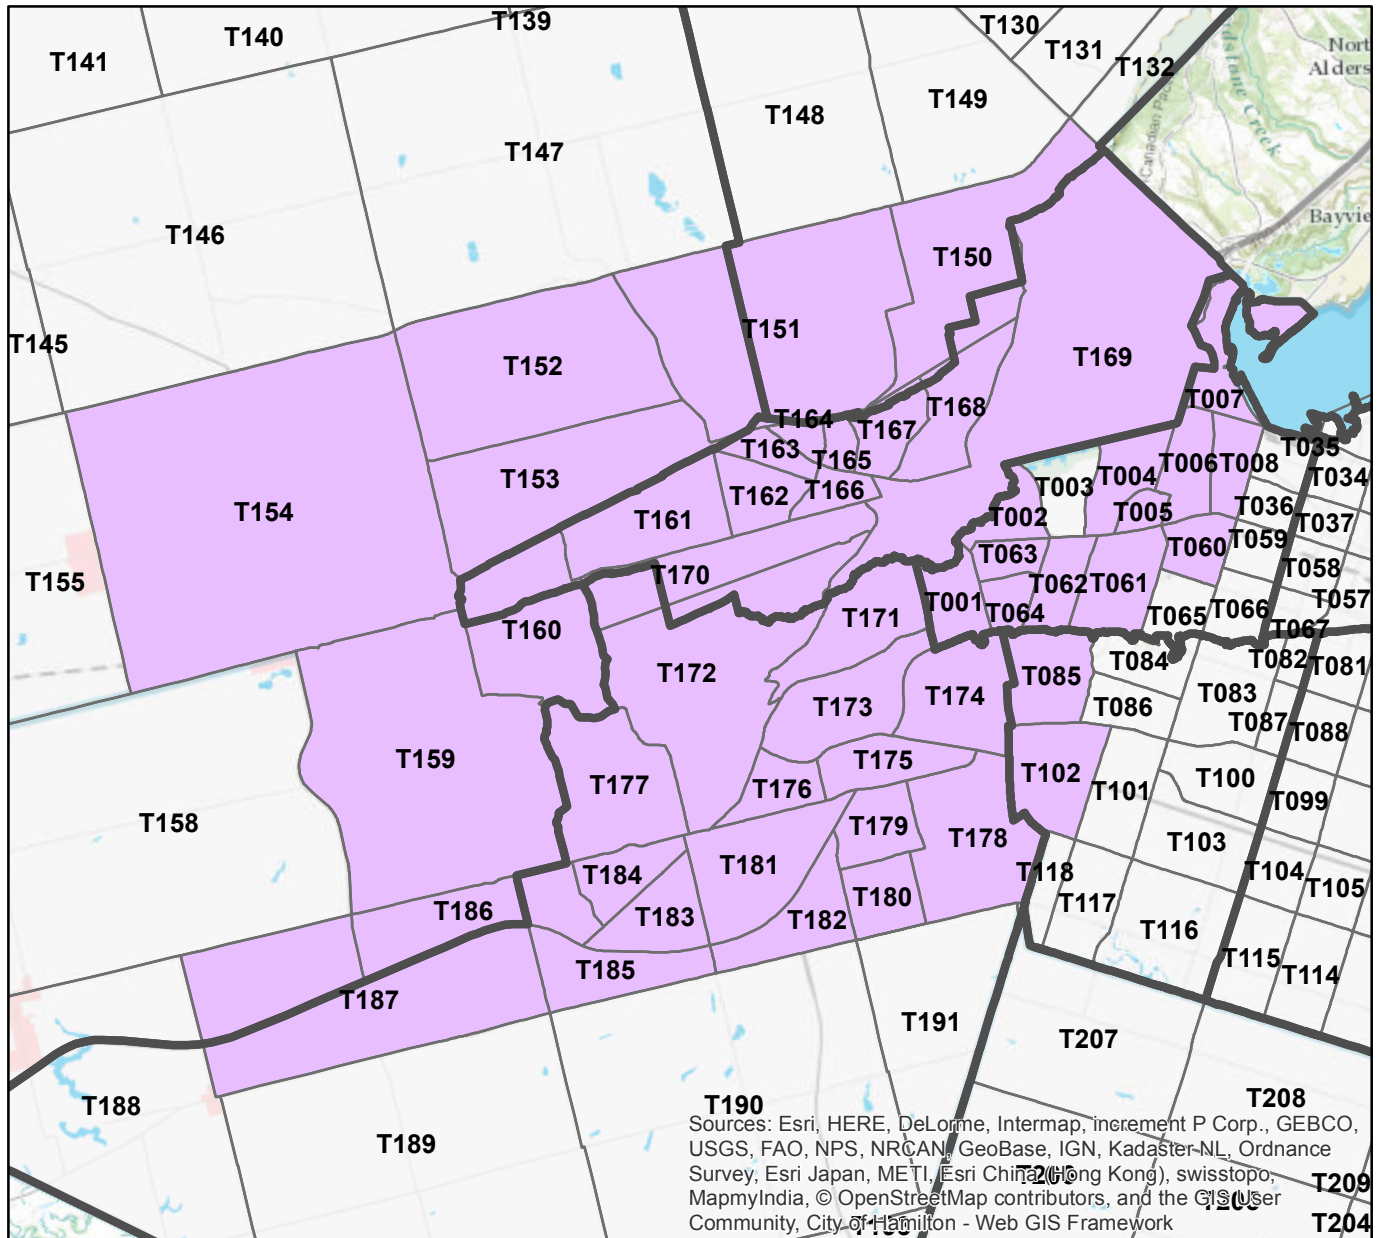 T139
T140
T141
T130
T131
T132
Nort
Alders
Canadian Pac
dstone Creek
T149
T148
T147
Bayvie
T146
T150
T151
T145
T169
T152
T007
T168
T164
T167
T163
T165
T035
T006
T008
T004
T034
T153
T003
T166
T162
T036
T005
T154
T161
T002
T037
T059
T060
T063
T058
T155
T170
T062
T061
T057
T001
T064
T171
T065
T066
T160
T067
T084
T082
T081
T172
T085
T083
T174
T173
T086
T087
T088
T159
T175
T102
T100
T177
T176
T101
T099
T158
T179
T178
T103
T181
T184
T118
T104
T105
T180
T117
T186
T183
T182
T116
T185
T115
T114
T187
T191
T207
T188
T190
T208
T189
Sources: Esri, HERE, DeLorme, Intermap, increment P Corp., GEBCO,
USGS, FAO, NPS, NRCAN, GeoBase, IGN, Kadaster NL, Ordnance
Survey, Esri Japan, METI, Esri China (Hong Kong), swisstopo,
MapmyIndia, © OpenStreetMap contributors, and the GIS User
Community, City of Hamilton - Web GIS Framework
T209
T204